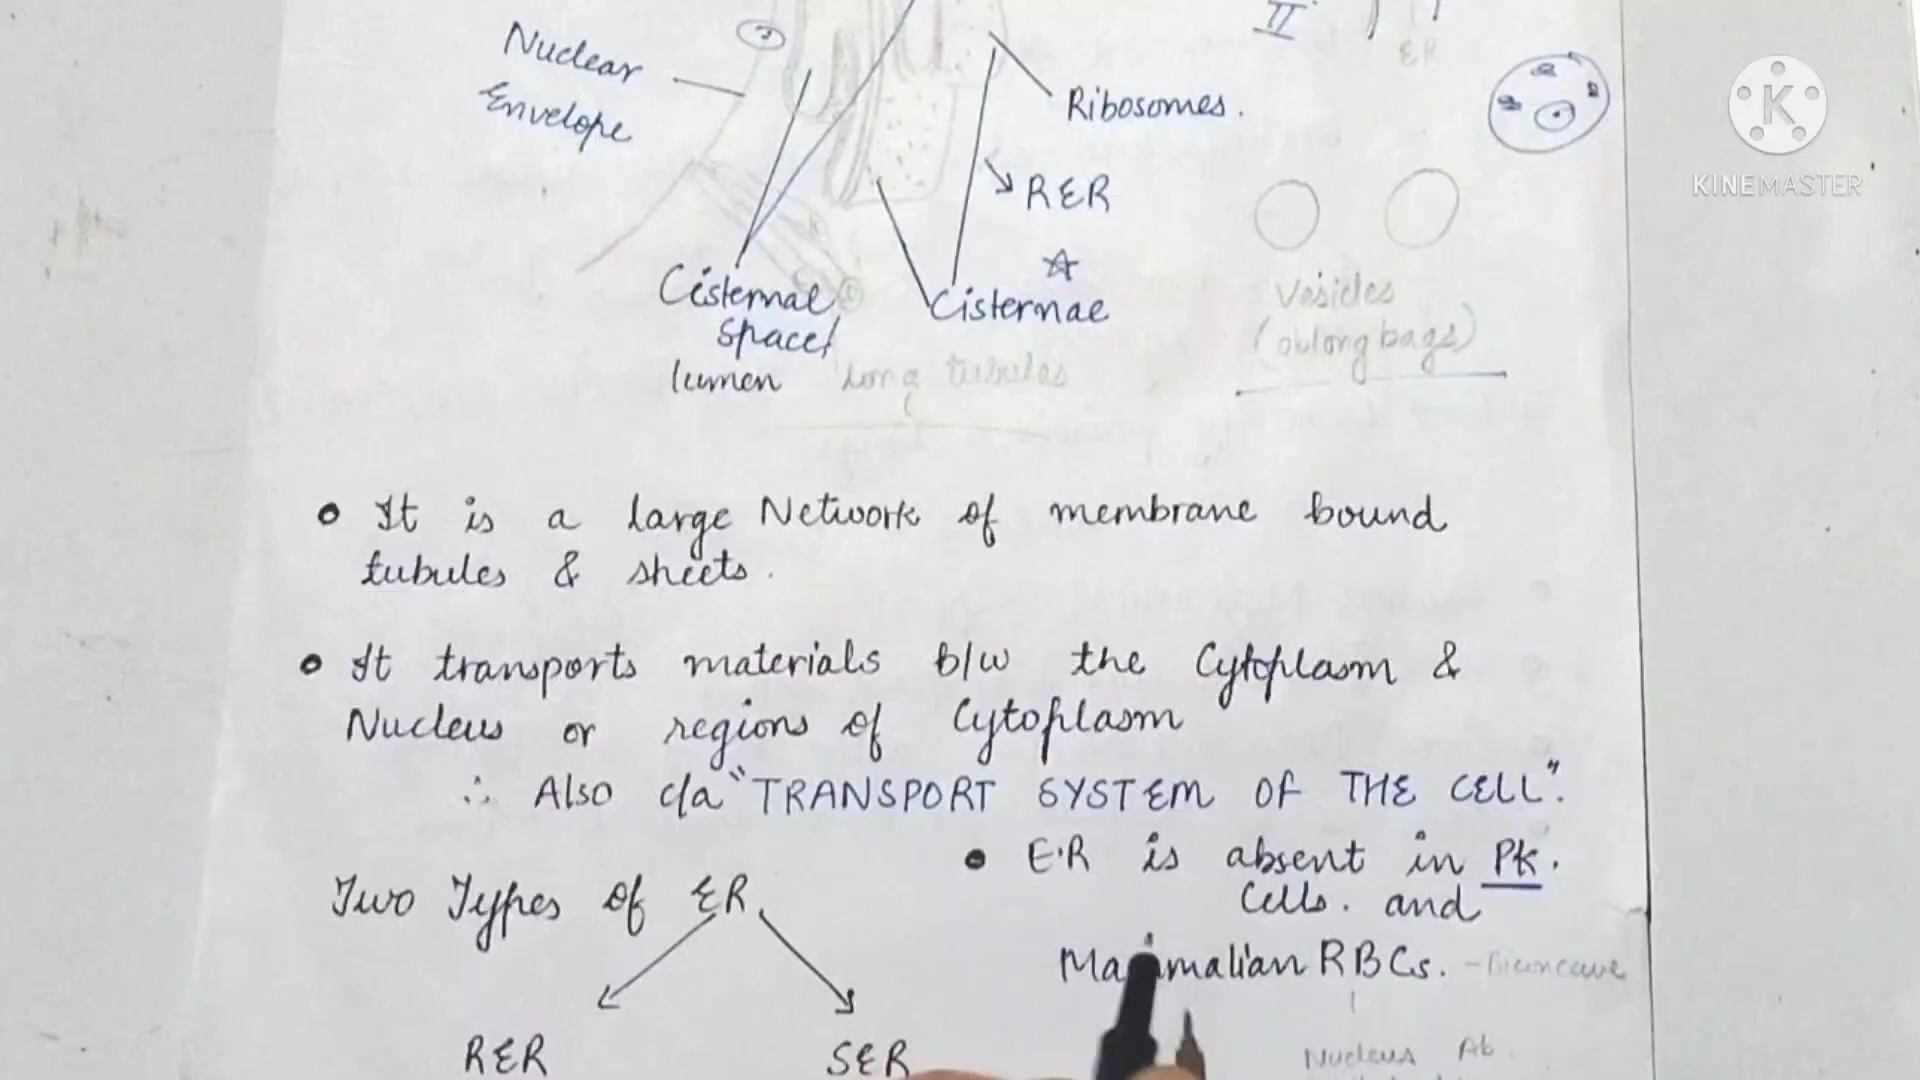 Nuclear
Envelope
II
ER
Ribosomes.
RER
KINEMASTER
Cisternae
space/
lumen
Cisternae
Vesicles
(oblong bags)
Long tubules
• It is a large Network of membrane bound
tubules & sheets.
• It transports materials b/w the Cytoplasm &
Nucleus or regions of Cytoplasm
∴ Also c/a "TRANSPORT SYSTEM OF THE CELL".
• E.R is absent in Pk.
Cells. and
Mammalian RBCs. - Biconcave
Two Types of ER
RER
SER
Nucleus Ab